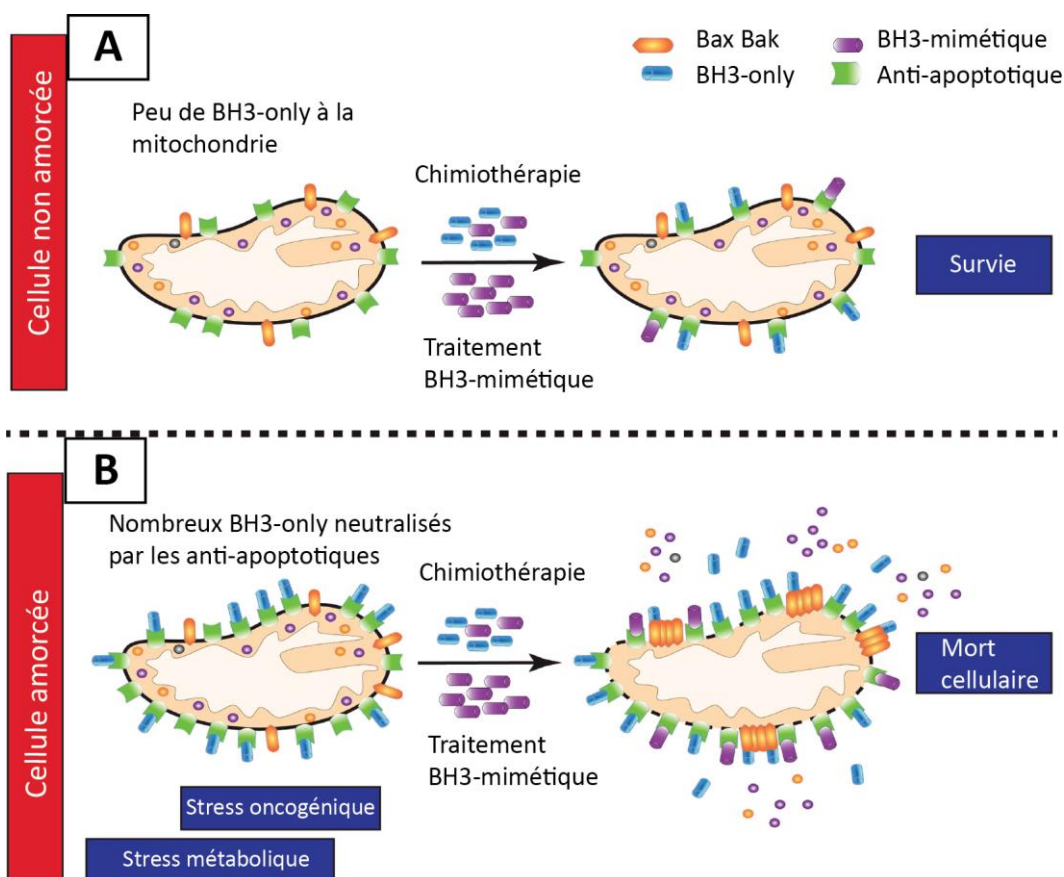 A
Cellule non amorcée
Bax Bak
BH3-mimétique
BH3-only
Anti-apoptotique
Peu de BH3-only à la
mitochondrie
Chimiothérapie
Traitement
BH3-mimétique
Survie
B
Cellule amorcée
Nombreux BH3-only neutralisés
par les anti-apoptotiques
Chimiothérapie
Traitement
BH3-mimétique
Mort
cellulaire
Stress oncogénique
Stress métabolique